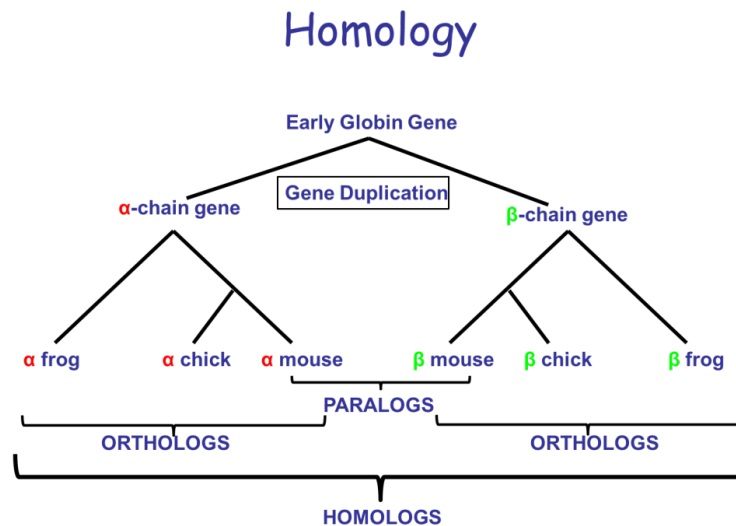 Homology
Early Globin Gene
Gene Duplication
α-chain gene
β-chain gene
α frog
α chick
α mouse
β mouse
β chick
β frog
PARALOGS
ORTHOLOGS
ORTHOLOGS
HOMOLOGS